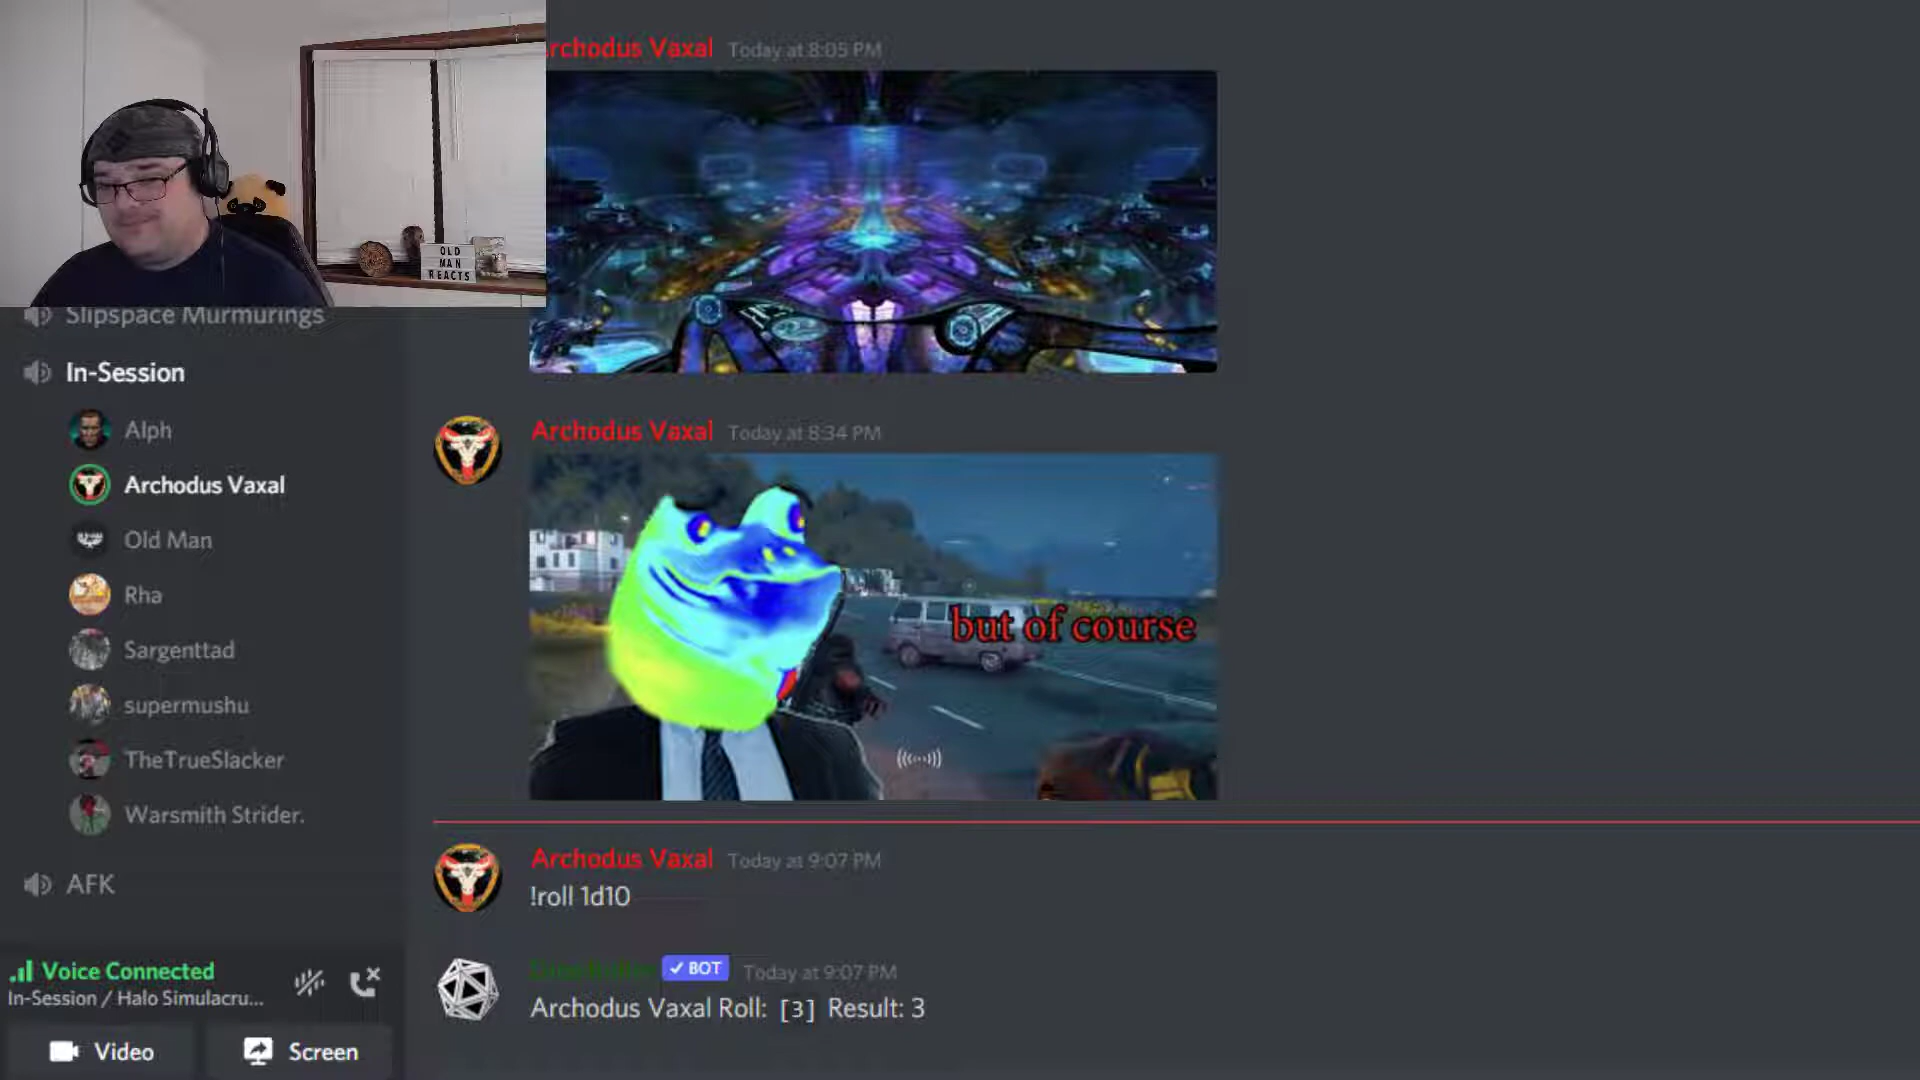 Archodus Vaxal Today at 8:05 PM
OLD
MAN
REACTS
Slipspace Murmurings
In-Session
Alph
Archodus Vaxal
Old Man
Rha
Sargenttad
supermushu
TheTrueSlacker
Warsmith Strider.
AFK
Voice Connected
In-Session / Halo Simulacru...
Video
Screen
Archodus Vaxal Today at 8:34 PM
but of course
Archodus Vaxal Today at 9:07 PM
!roll 1d10
BOT Today at 9:07 PM
Archodus Vaxal Roll: [3] Result: 3